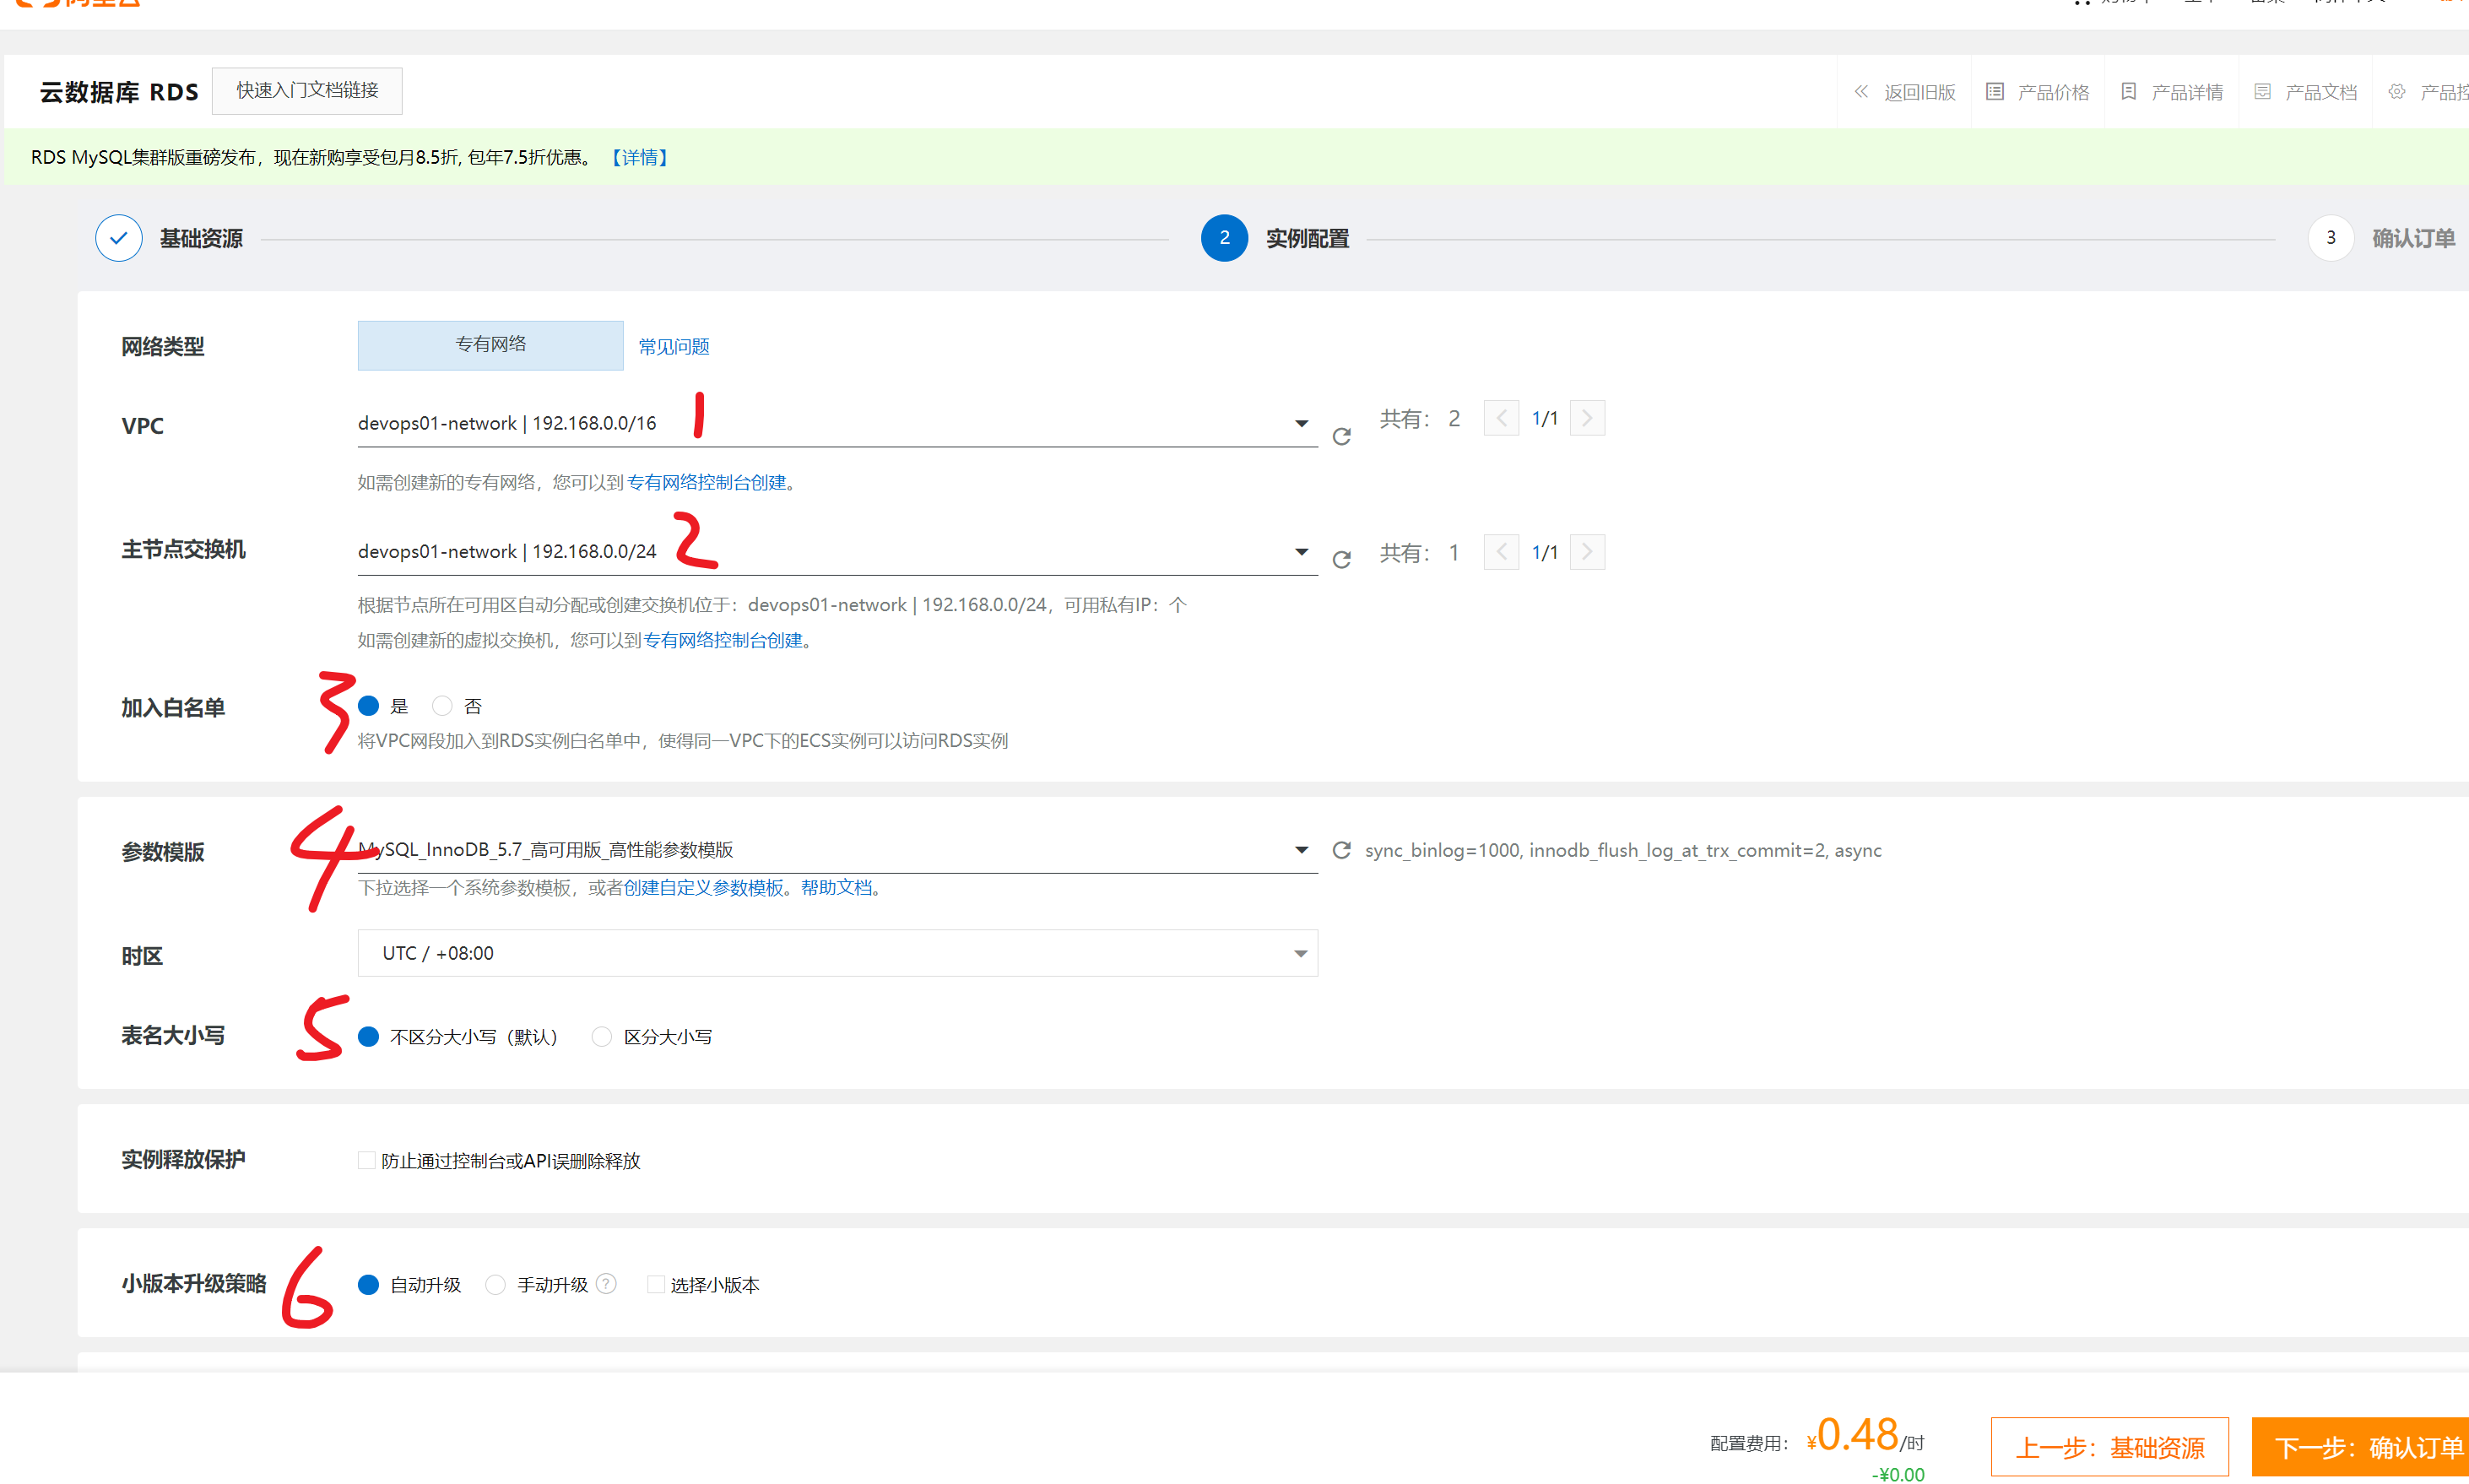 云数据库 RDS 快速入门文档链接 返回旧版 产品价格 产品详情 产品文档
RDS MySQL集群版重磅发布，现在新购享受包月8.5折, 包年7.5折优惠。 【详情】
基础资源 2 实例配置 3 确认订单
网络类型 专有网络 常见问题
VPC devops01-network | 192.168.0.0/16 1 共有： 2 1/1
如需创建新的专有网络，您可以到专有网络控制台创建。
主节点交换机 devops01-network | 192.168.0.0/24 2 共有： 1 1/1
根据节点所在可用区自动分配或创建交换机位于：devops01-network | 192.168.0.0/24，可用私有IP：个
如需创建新的虚拟交换机，您可以到专有网络控制台创建。
加入白名单 3 是 否
将VPC网段加入到RDS实例白名单中，使得同一VPC下的ECS实例可以访问RDS实例
参数模版 4 MySQL_InnoDB_5.7_高可用版_高性能参数模版 sync_binlog=1000, innodb_flush_log_at_trx_commit=2, async
下拉选择一个系统参数模板，或者创建自定义参数模板。帮助文档。
时区 UTC / +08:00
表名大小写 5 不区分大小写（默认） 区分大小写
实例释放保护 防止通过控制台或API误删除释放
小版本升级策略 6 自动升级 手动升级 ? 选择小版本
配置费用： ¥0.48/时 上一步：基础资源 下一步：确认订单
-¥0.00